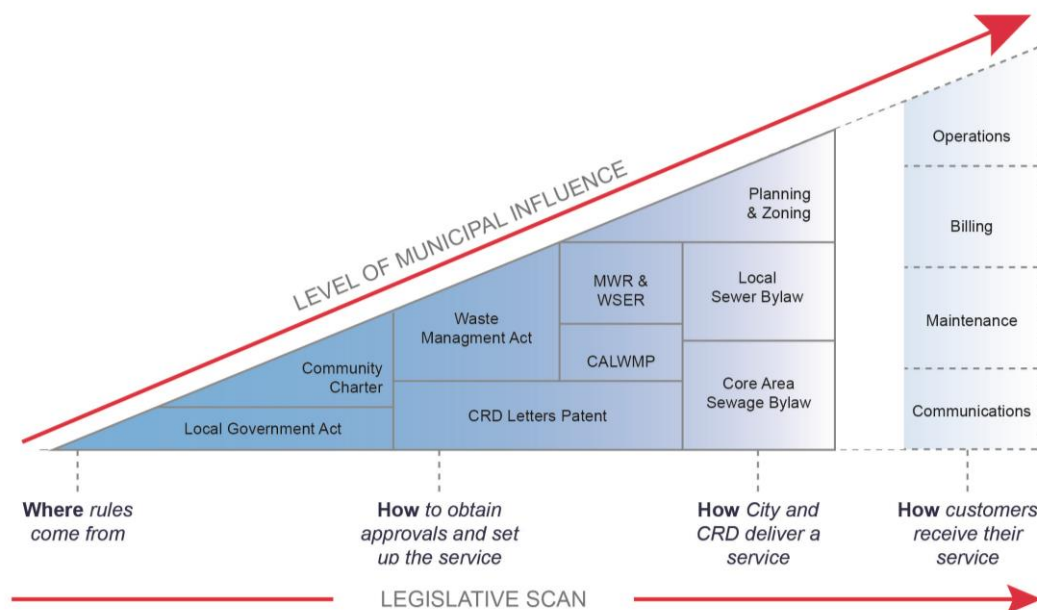 LEVEL OF MUNICIPAL INFLUENCE
Operations
Planning
& Zoning
Billing
MWR &
WSER
Local
Sewer Bylaw
Waste
Managment Act
Maintenance
Community
Charter
CALWMP
Core Area
Sewage Bylaw
CRD Letters Patent
Communications
Local Government Act
Where rules
come from
How to obtain
approvals and set
up the service
How City and
CRD deliver a
service
How customers
receive their
service
LEGISLATIVE SCAN